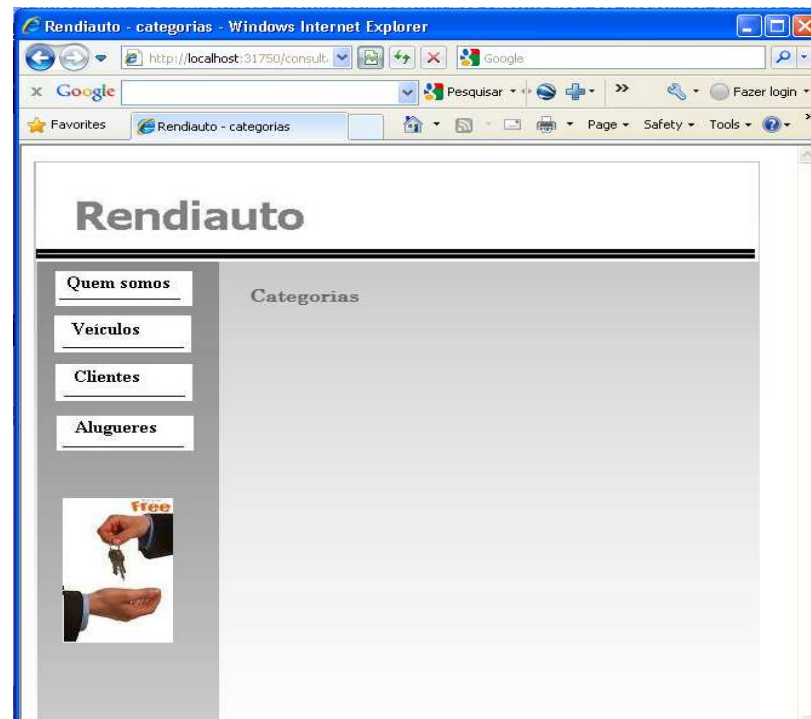 Rendiauto - categorias - Windows Internet Explorer
http://localhost:31750/consult. Google
Google Pesquisar » Fazer login
Favorites Rendiauto - categorias Page Safety Tools »
Rendiauto
Quem somos
Categorias
Veículos
Clientes
Alugueres
Free